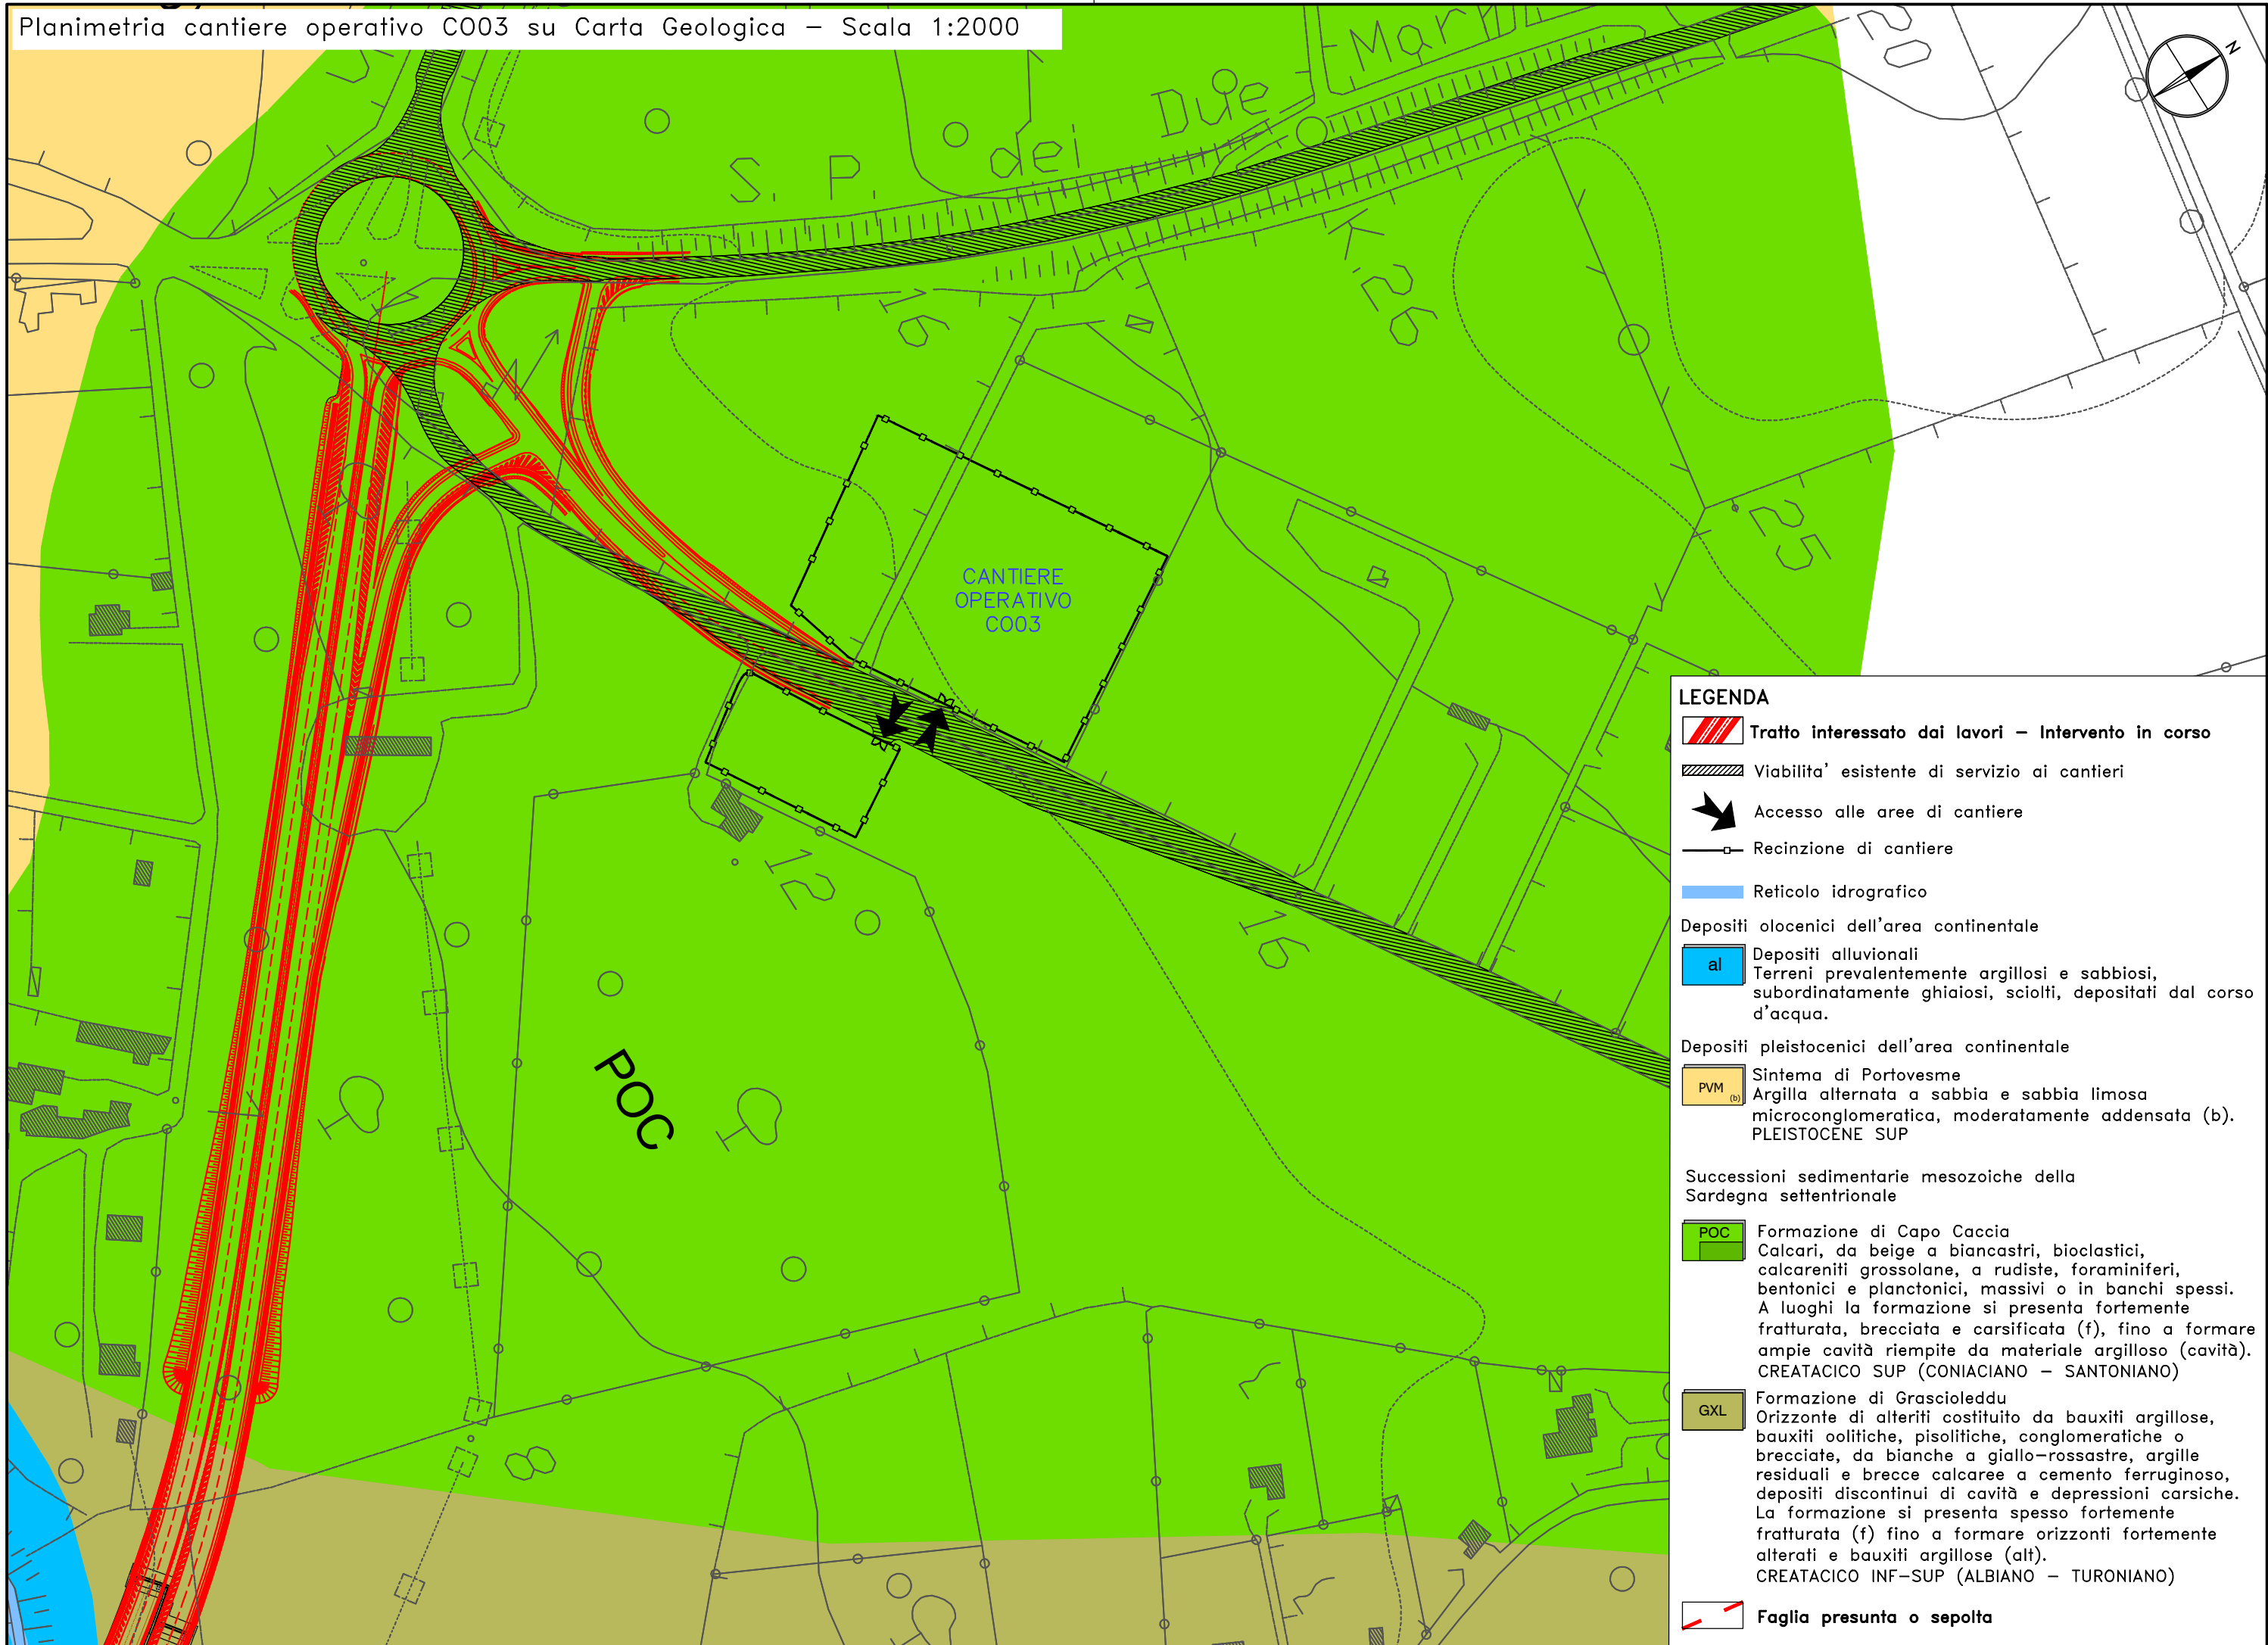 Planimetria cantiere operativo CO03 su Carta Geologica – Scala 1:2000
N
S. P. dei Due Mari
19
K.26
25
CANTIERE
OPERATIVO
CO03
12
16
POC
LEGENDA
Tratto interessato dai lavori – Intervento in corso
Viabilita' esistente di servizio ai cantieri
Accesso alle aree di cantiere
Recinzione di cantiere
Reticolo idrografico
Depositi olocenici dell'area continentale
al
Depositi alluvionali
Terreni prevalentemente argillosi e sabbiosi,
subordinatamente ghiaiosi, sciolti, depositati dal corso
d'acqua.
Depositi pleistocenici dell'area continentale
PVM
(b)
Sintema di Portovesme
Argilla alternata a sabbia e sabbia limosa
microconglomeratica, moderatamente addensata (b).
PLEISTOCENE SUP
Successioni sedimentarie mesozoiche della
Sardegna settentrionale
POC
Formazione di Capo Caccia
Calcari, da beige a biancastri, bioclastici,
calcareniti grossolane, a rudiste, foraminiferi,
bentonici e planctonici, massivi o in banchi spessi.
A luoghi la formazione si presenta fortemente
fratturata, brecciata e carsificata (f), fino a formare
ampie cavità riempite da materiale argilloso (cavità).
CREATACICO SUP (CONIACIANO – SANTONIANO)
GXL
Formazione di Grascioleddu
Orizzonte di alteriti costituito da bauxiti argillose,
bauxiti oolitiche, pisolitiche, conglomeratiche o
brecciate, da bianche a giallo–rossastre, argille
residuali e brecce calcaree a cemento ferruginoso,
depositi discontinui di cavità e depressioni carsiche.
La formazione si presenta spesso fortemente
fratturata (f) fino a formare orizzonti fortemente
alterati e bauxiti argillose (alt).
CREATACICO INF–SUP (ALBIANO – TURONIANO)
Faglia presunta o sepolta